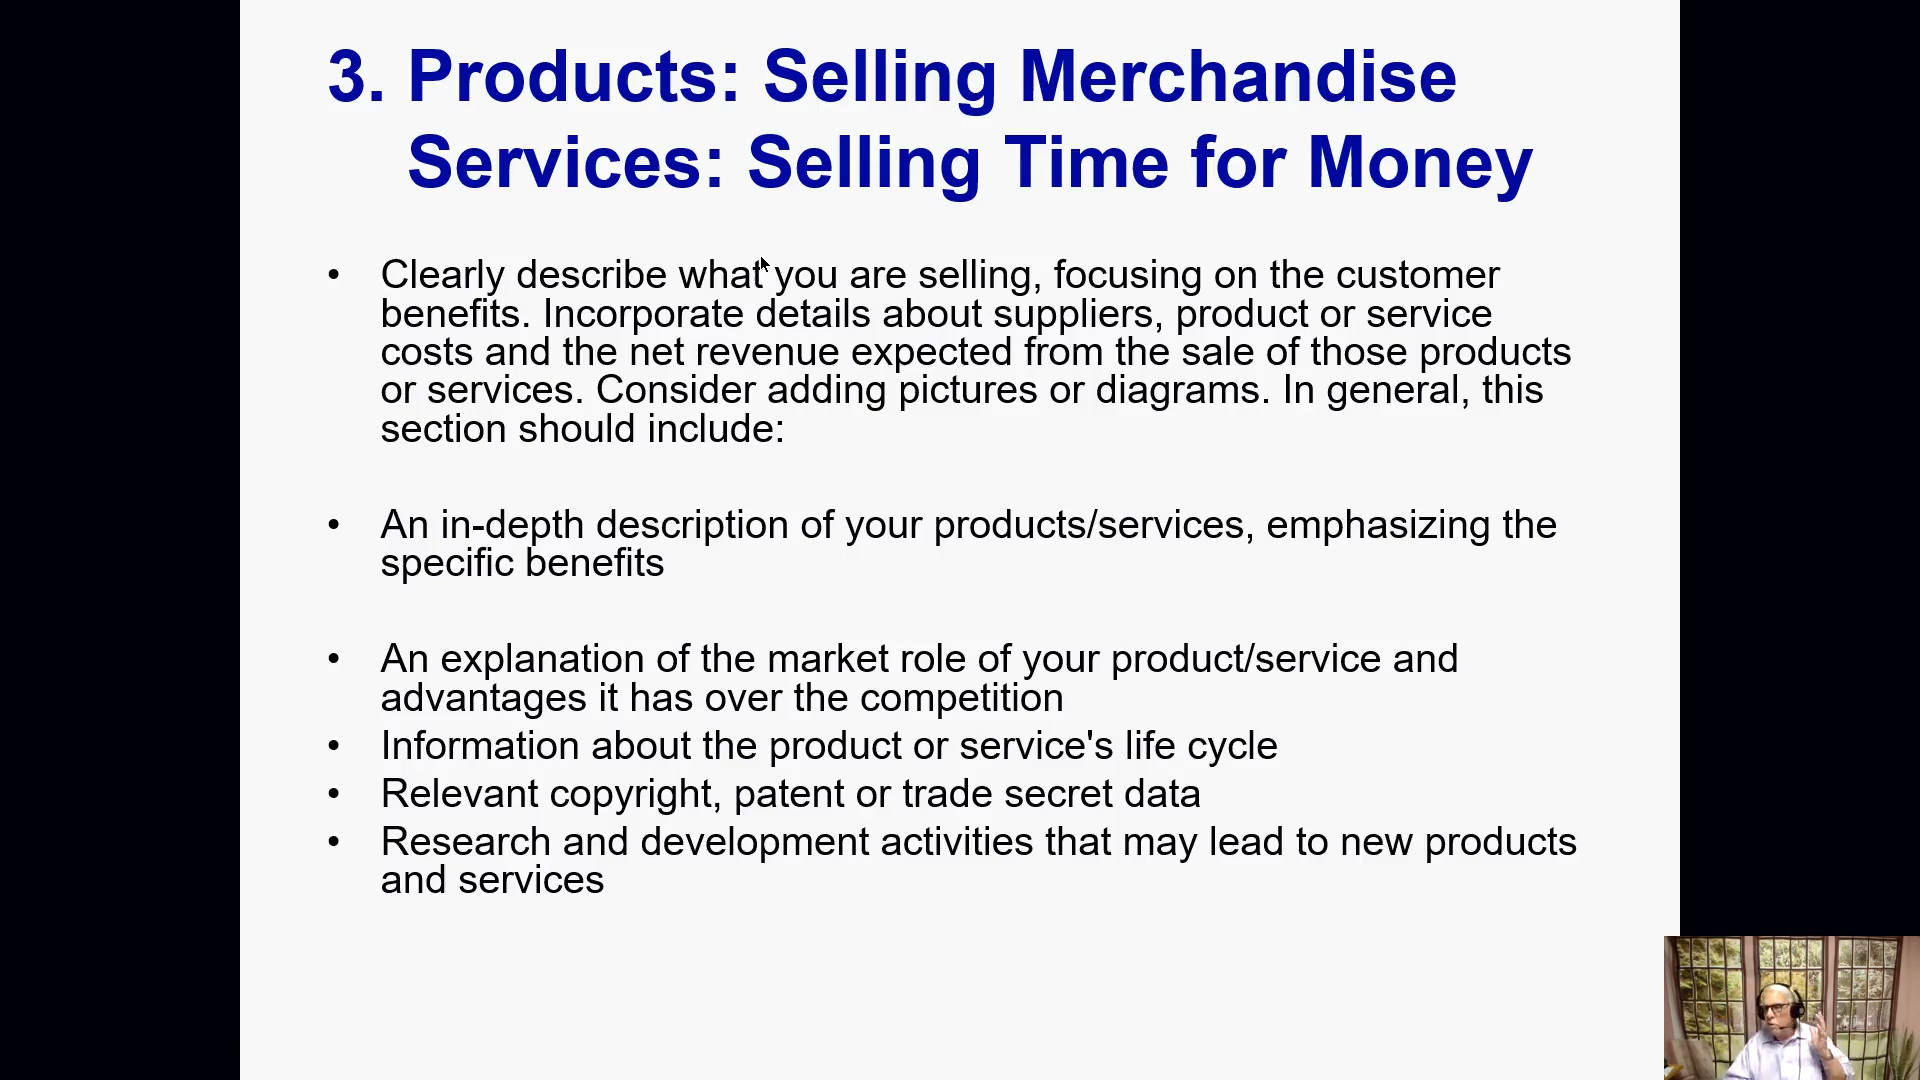 3. Products: Selling Merchandise
Services: Selling Time for Money
• Clearly describe what you are selling, focusing on the customer
benefits. Incorporate details about suppliers, product or service
costs and the net revenue expected from the sale of those products
or services. Consider adding pictures or diagrams. In general, this
section should include:
• An in-depth description of your products/services, emphasizing the
specific benefits
• An explanation of the market role of your product/service and
advantages it has over the competition
• Information about the product or service's life cycle
• Relevant copyright, patent or trade secret data
• Research and development activities that may lead to new products
and services